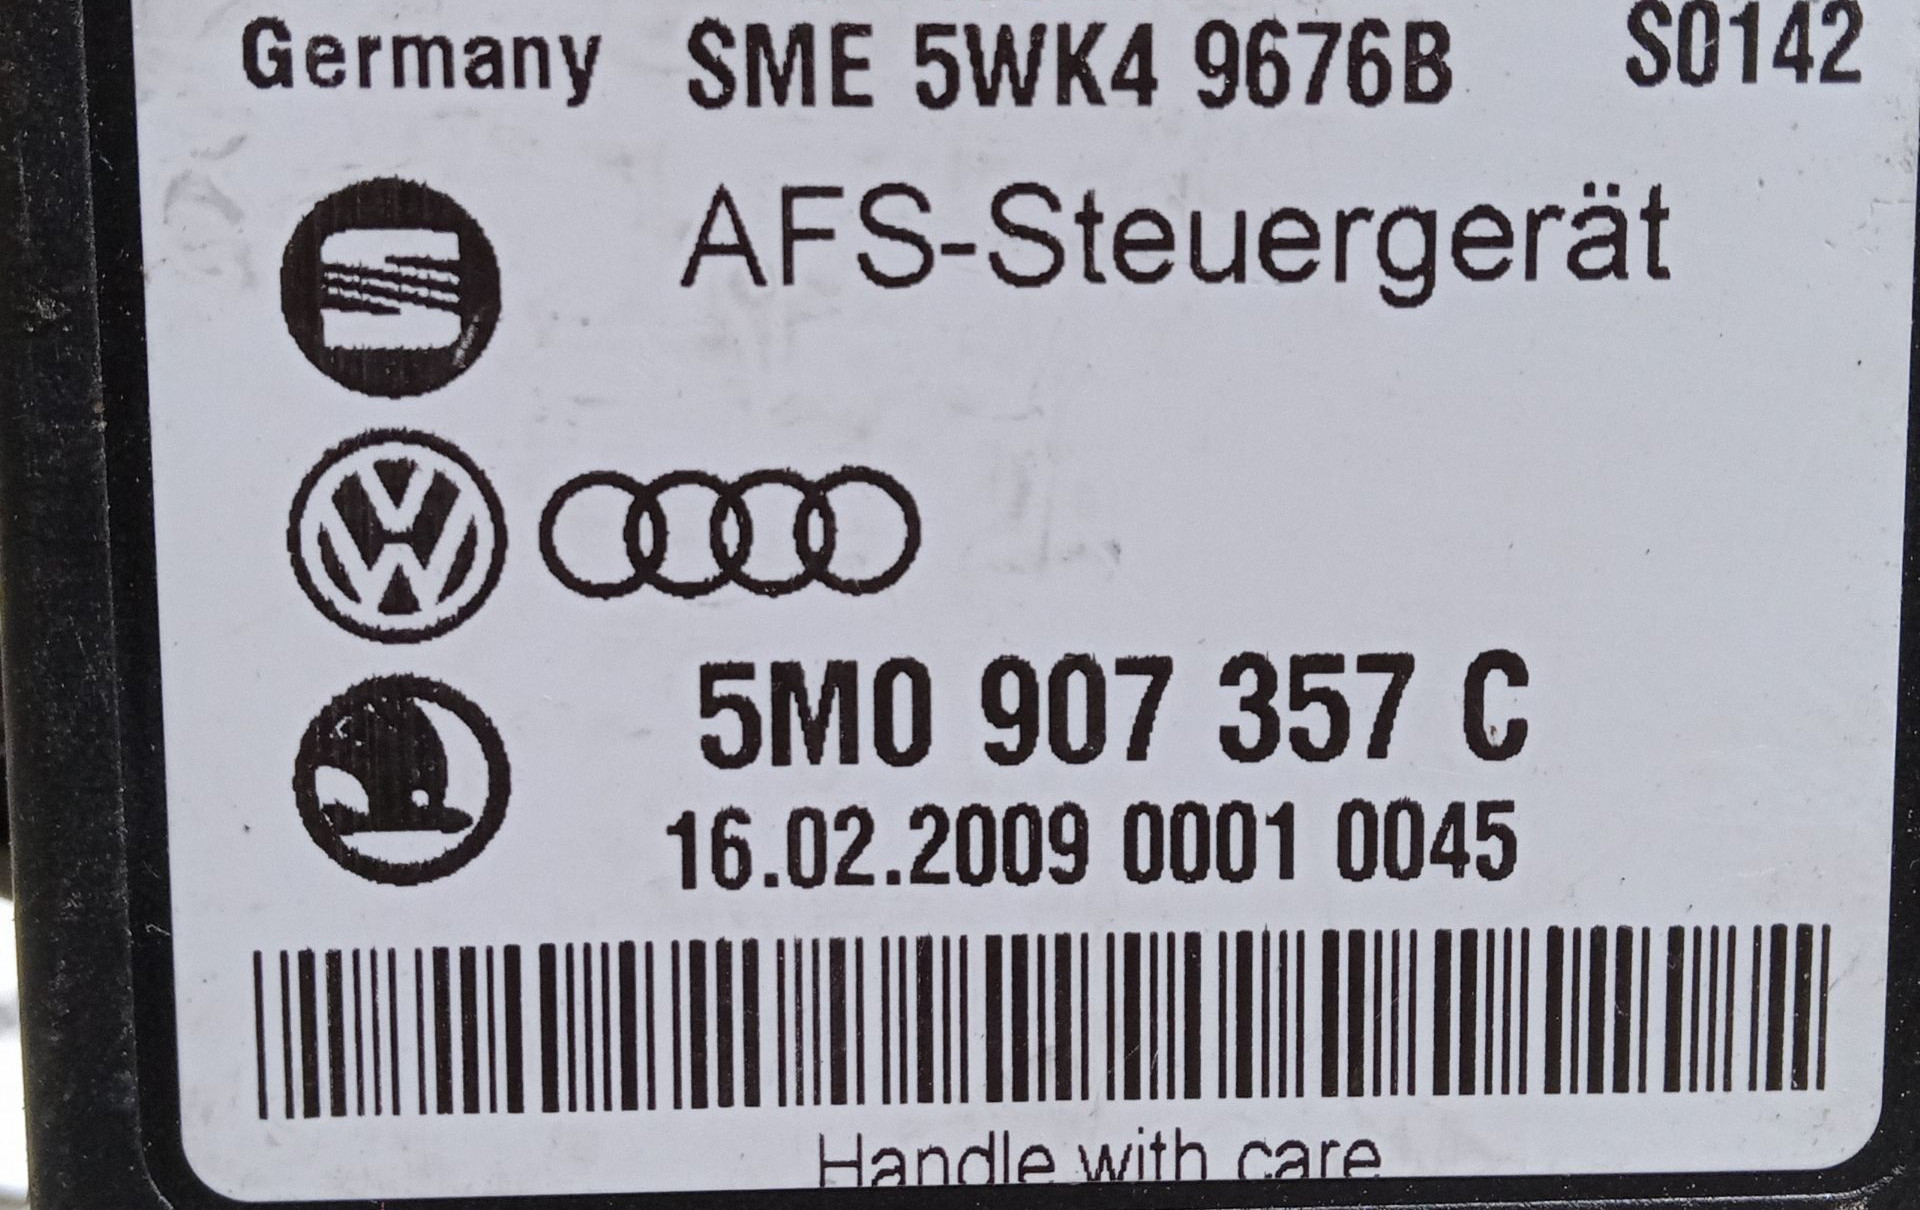 Germany SME 5WK4 9676B S0142
AFS-Steuergerät
5M0 907 357 C
16.02.2009 0001 0045
Handle with care